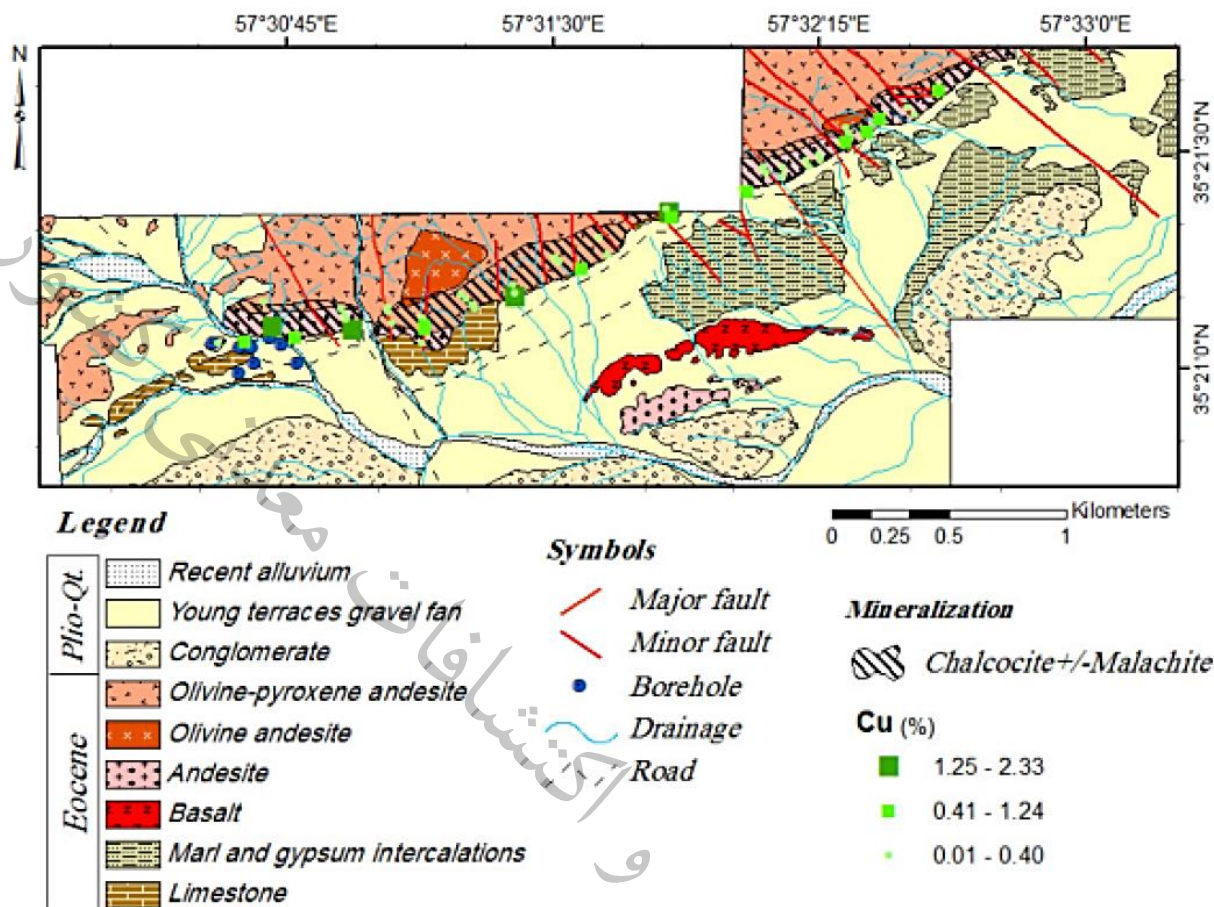 57°30'45"E 57°31'30"E 57°32'15"E 57°33'0"E
N
S
35°21'30"N
35°21'0"N
Kilometers
0 0.25 0.5 1
Legend
Plio-Qt.
Recent alluvium
Young terraces gravel fan
Conglomerate
Eocene
Olivine-pyroxene andesite
Olivine andesite
Andesite
Basalt
Marl and gypsum intercalations
Limestone
Symbols
Major fault
Minor fault
Borehole
Drainage
Road
Mineralization
Chalcocite+/-Malachite
Cu (%)
1.25 - 2.33
0.41 - 1.24
0.01 - 0.40
و اکتشافات معدنی کشور